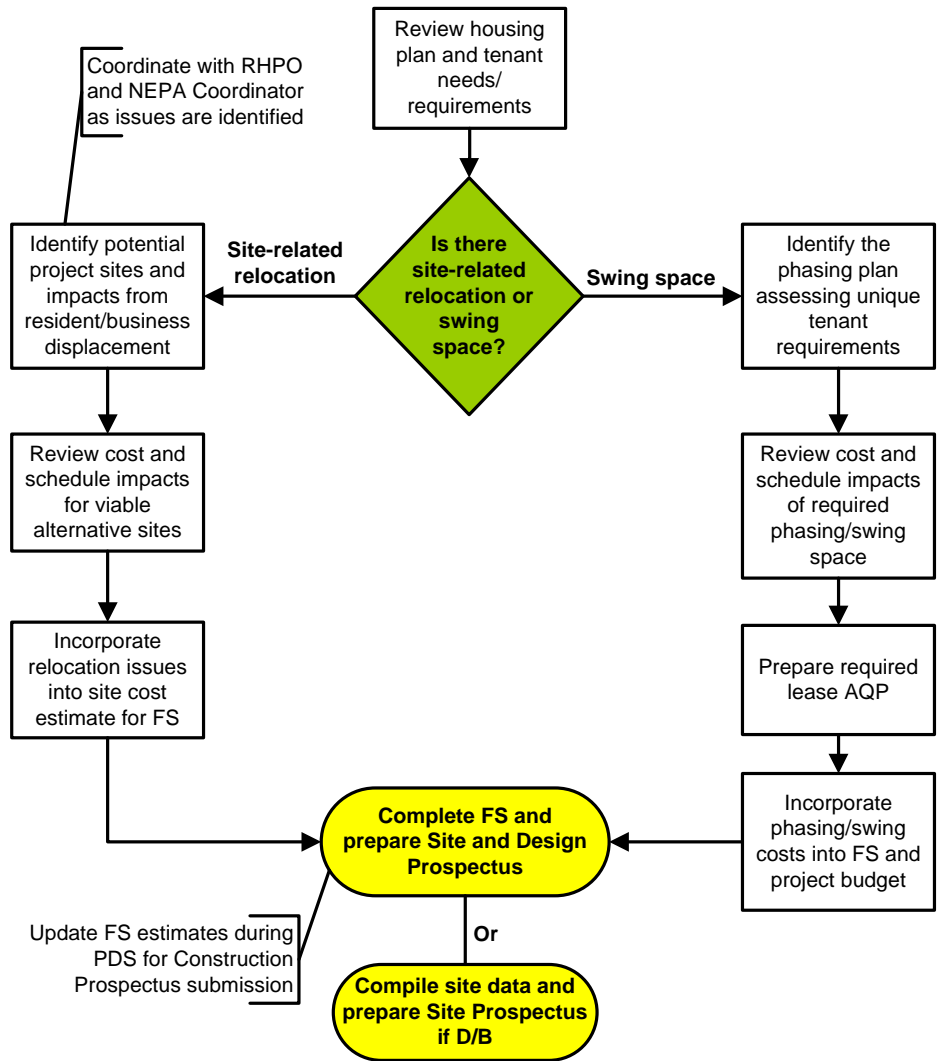 Review housing
plan and tenant
needs/
requirements
Coordinate with RHPO
and NEPA Coordinator
as issues are identified
Is there
site-related
relocation or
swing
space?
Site-related
relocation
Swing space
Identify potential
project sites and
impacts from
resident/business
displacement
Identify the
phasing plan
assessing unique
tenant
requirements
Review cost and
schedule impacts
for viable
alternative sites
Review cost and
schedule impacts
of required
phasing/swing
space
Incorporate
relocation issues
into site cost
estimate for FS
Prepare required
lease AQP
Incorporate
phasing/swing
costs into FS and
project budget
Complete FS and
prepare Site and Design
Prospectus
Update FS estimates during
PDS for Construction
Prospectus submission
Or
Compile site data and
prepare Site Prospectus
if D/B